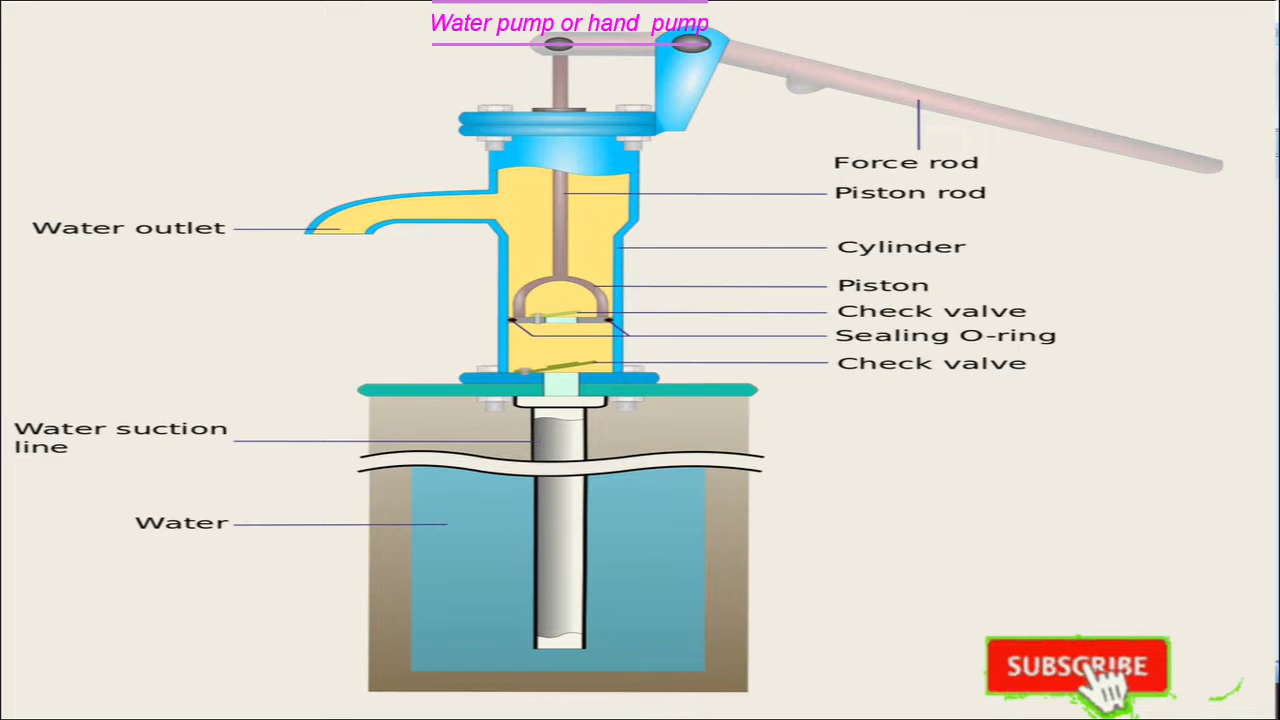 Water pump or hand pump
Force rod
Piston rod
Water outlet
Cylinder
Piston
Check valve
Sealing O-ring
Check valve
Water suction
line
Water
SUBSCRIBE